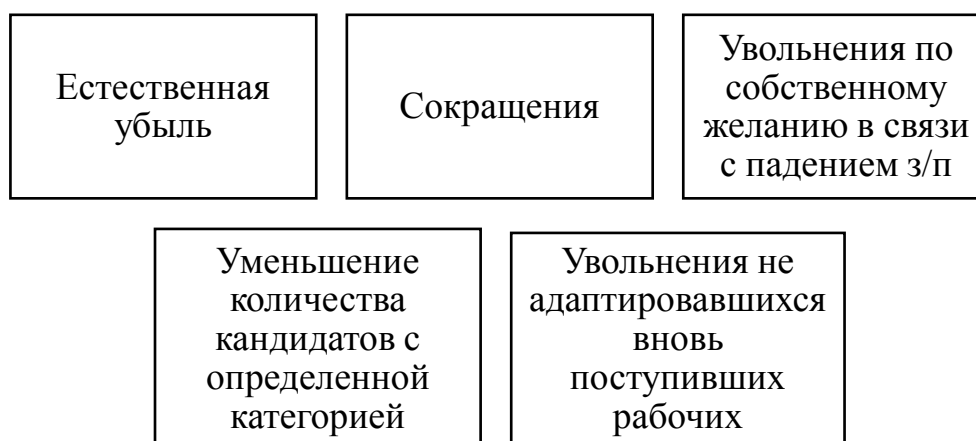 Естественная
убыль
Сокращения
Увольнения по
собственному
желанию в связи
с падением з/п
Уменьшение
количества
кандидатов с
определенной
категорией
Увольнения не
адаптировавшихся
вновь
поступивших
рабочих